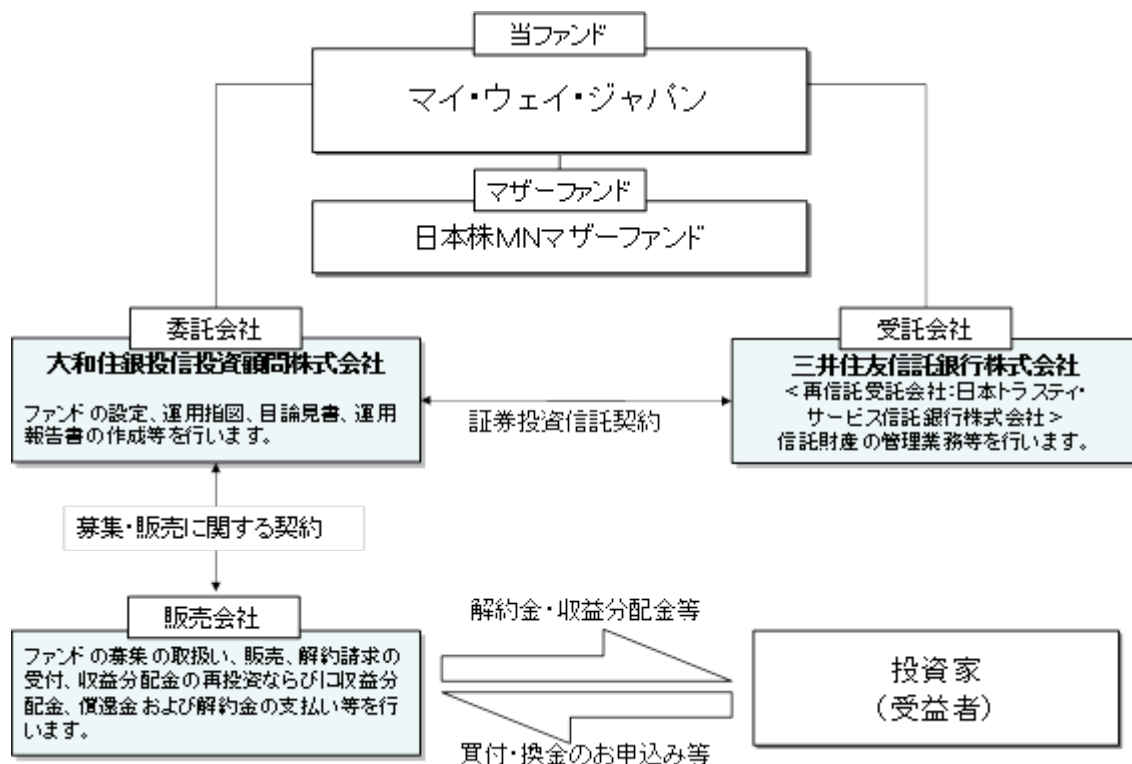 当ファンド
マイ・ウェイ・ジャパン
マザーファンド
日本株MNマザーファンド
委託会社
大和住銀投信投資顧問株式会社
ファンドの設定、運用指図、目論見書、運用
報告書の作成等を行います。
証券投資信託契約
受託会社
三井住友信託銀行株式会社
<再信託受託会社:日本トラスティ・
サービス信託銀行株式会社>
信託財産の管理業務等を行います。
募集・販売に関する契約
販売会社
ファンドの募集の取扱い、販売、解約請求の
受付、収益分配金の再投資ならびに収益分
配金、償還金および解約金の支払い等を行
います。
解約金・収益分配金等
買付・換金のお申込み等
投資家
(受益者)